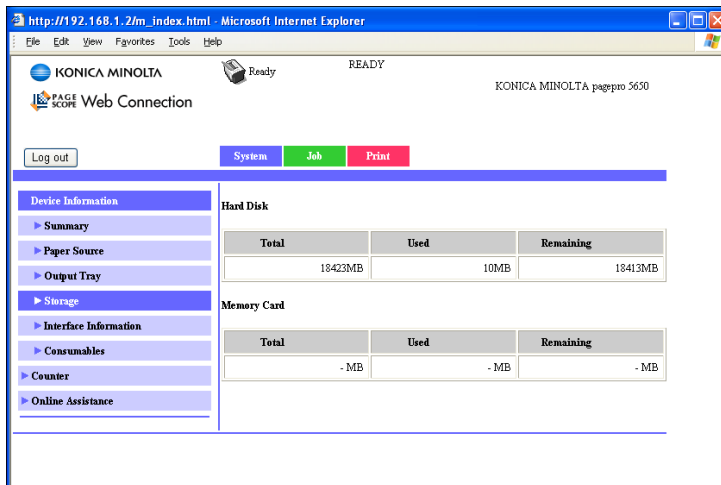 http://192.168.1.2/m_index.html - Microsoft Internet Explorer
File Edit View Favorites Tools Help
KONICA MINOLTA
Ready
READY
KONICA MINOLTA pagepro 5650
PAGE SCOPE Web Connection
Log out
System Job Print
Device Information
Summary
Paper Source
Output Tray
Storage
Interface Information
Consumables
Counter
Online Assistance
Hard Disk
Total Used Remaining
18423MB 10MB 18413MB
Memory Card
Total Used Remaining
- MB - MB - MB